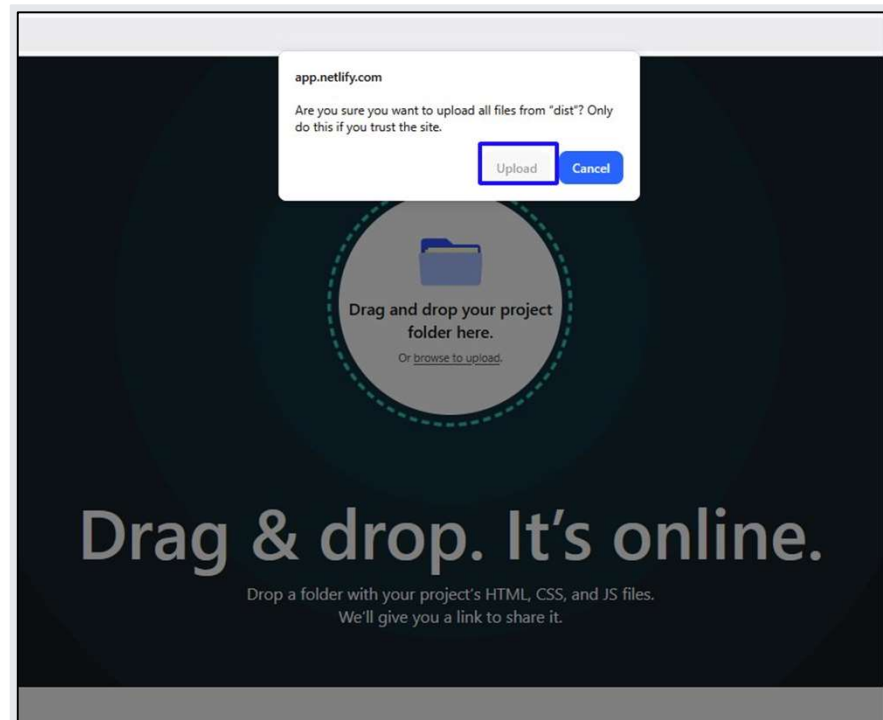 app.netlify.com
Are you sure you want to upload all files from "dist"? Only
do this if you trust the site.
Upload
Cancel
Drag and drop your project
folder here.
Or browse to upload.
Drag & drop. It's online.
Drop a folder with your project's HTML, CSS, and JS files.
We'll give you a link to share it.